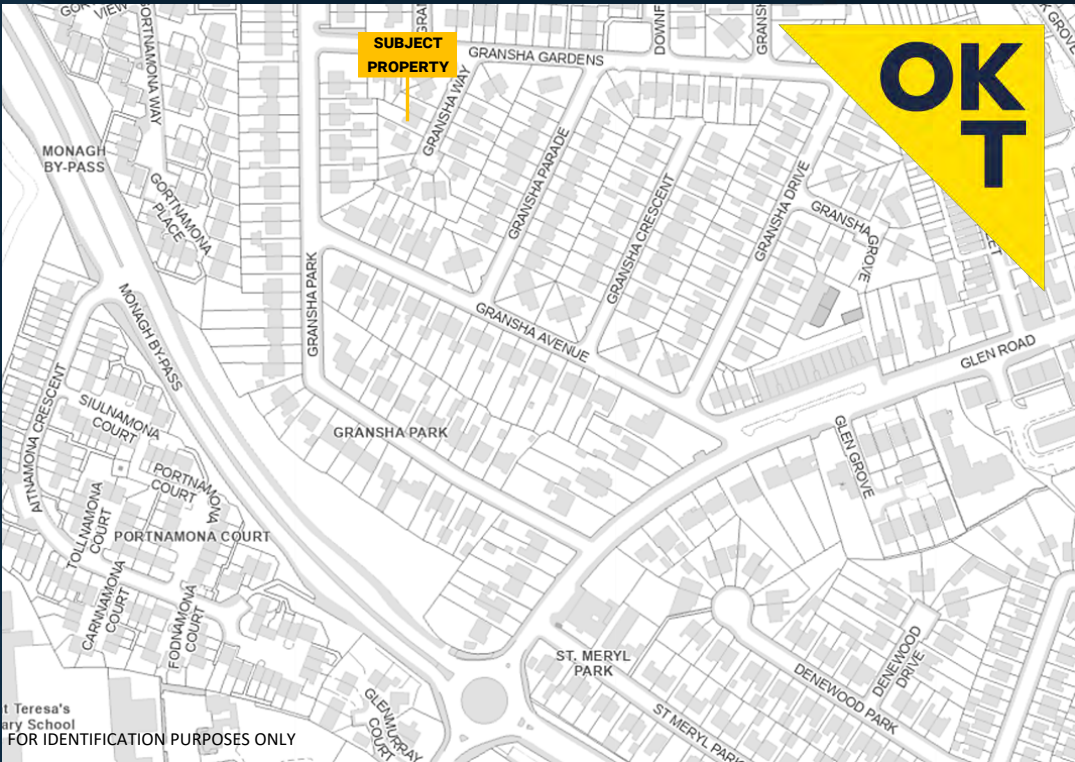 GORTNAMONA WAY
VIEW
GRANSHA GARDENS
SUBJECT
PROPERTY
OK
T
GRANSHA WAY
MONAGH
BY-PASS
GORTNAMONA
PLACE
GRANSHA PARADE
GRANSHA CRESCENT
GRANSHA DRIVE
GRANSHA
GROVE
GRANSHA PARK
MONAGH BY-PASS
GRANSHA AVENUE
GLEN ROAD
AITNAMONA CRESCENT
SIULNAMONA
COURT
GRANSHA PARK
GLEN GROVE
PORTNAMONA
COURT
TOLLNAMONA
COURT
PORTNAMONA COURT
CARNNAMONA
COURT
FODNAMONA
COURT
ST. MERYL
PARK
DENEWOOD
DRIVE
DENEWOOD PARK
ST MERYL PARK
GLENMURRAY
COURT
t Teresa's
ary School
FOR IDENTIFICATION PURPOSES ONLY